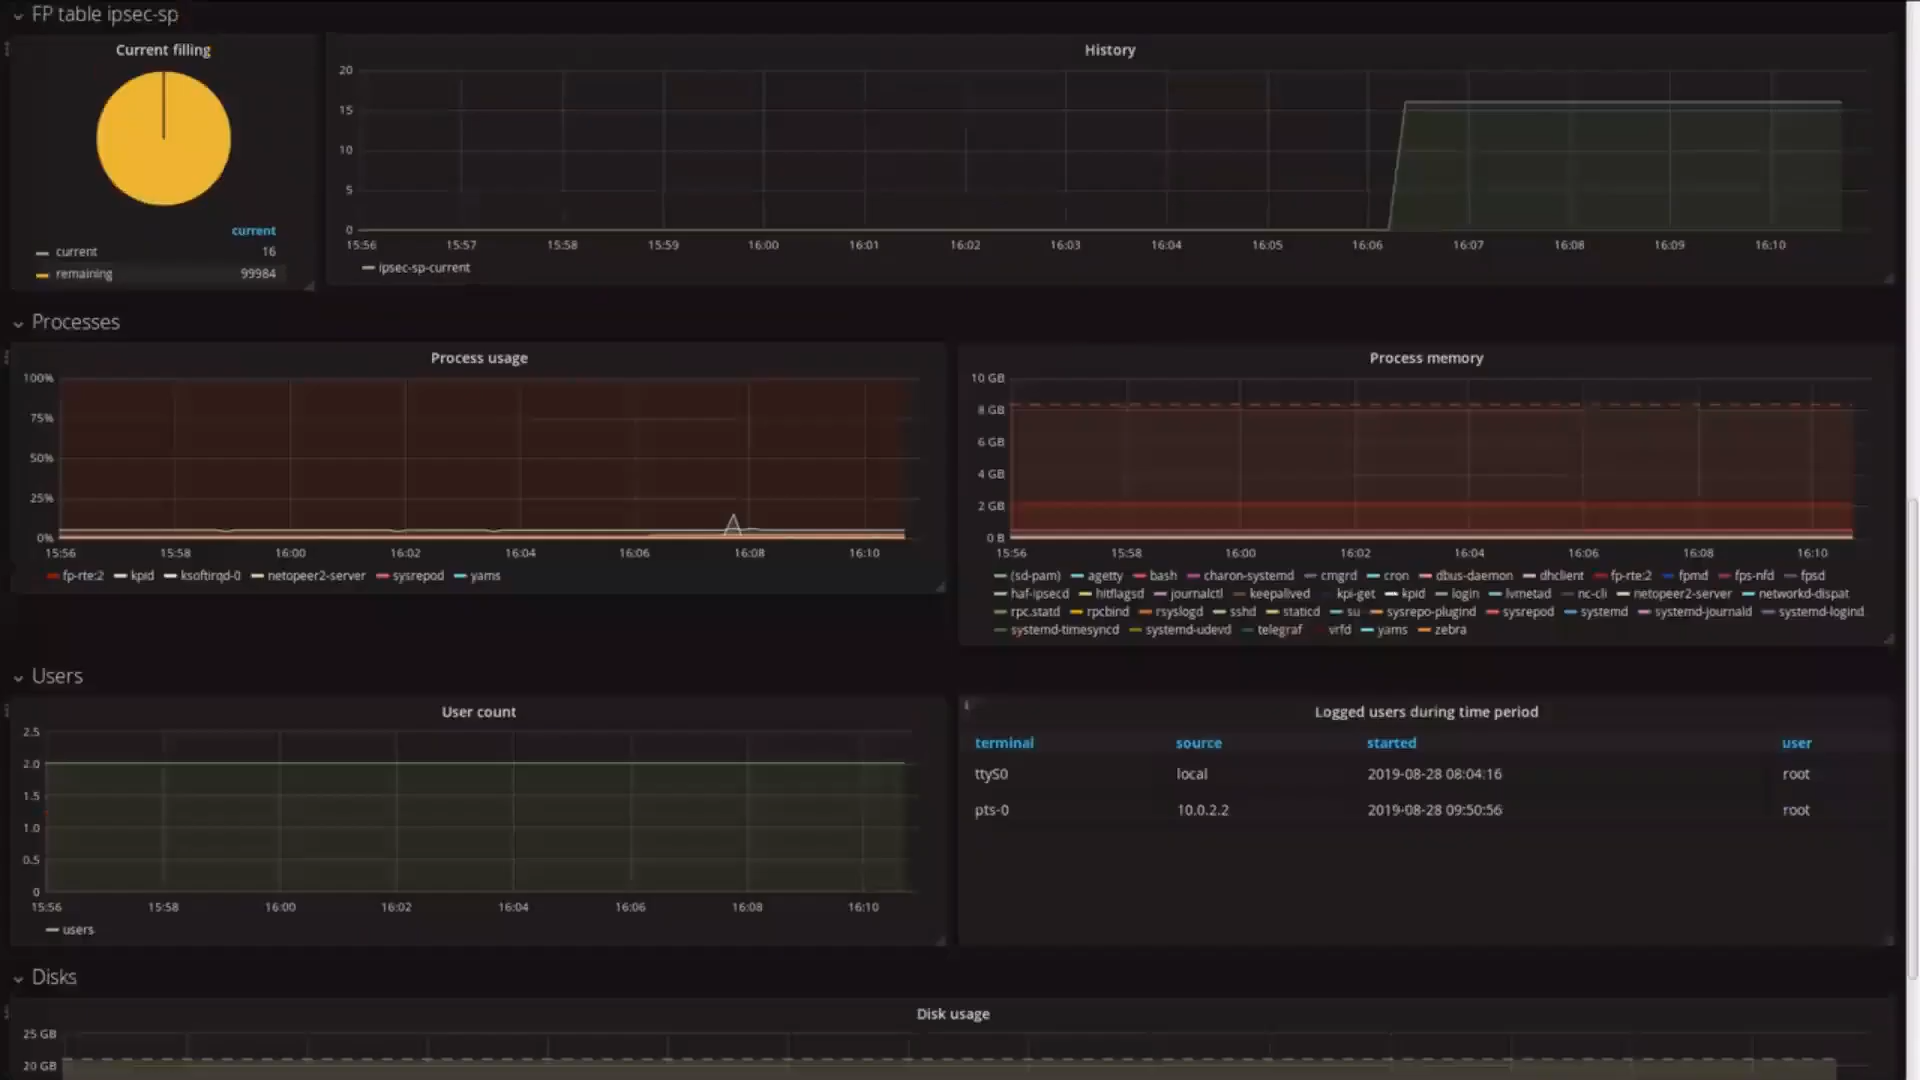 FP table ipsec-sp
Current filling
current
current 16
remaining 99984
History
20
15
10
5
0
15:56 15:57 15:58 15:59 16:00 16:01 16:02 16:03 16:04 16:05 16:06 16:07 16:08 16:09 16:10
ipsec-sp-current
Processes
Process usage
100%
75%
50%
25%
0%
15:56 15:58 16:00 16:02 16:04 16:06 16:08 16:10
fp-rte:2 kpid ksoftirqd-0 netopeer2-server sysrepod yams
Process memory
10 GB
8 GB
6 GB
4 GB
2 GB
0 B
15:56 15:58 16:00 16:02 16:04 16:06 16:08 16:10
(sd-pam) agetty bash charon-systemd cmgrd cron dbus-daemon dhclient fp-rte:2 fpmd fps-nfd fpsd
haf-ipsecd hitflagsd journalctl keepalived kpi-get kpid login lvmetad nc-cli netopeer2-server networkd-dispat
rpc.statd rpcbind rsyslogd sshd staticd su sysrepo-plugind sysrepod systemd systemd-journald systemd-logind
systemd-timesyncd systemd-udevd telegraf vrfd yams zebra
Users
User count
2.5
2.0
1.5
1.0
0.5
0
15:56 15:58 16:00 16:02 16:04 16:06 16:08 16:10
users
Logged users during time period
terminal source started user
ttyS0 local 2019-08-28 08:04:16 root
pts-0 10.0.2.2 2019-08-28 09:50:56 root
Disks
Disk usage
25 GB
20 GB